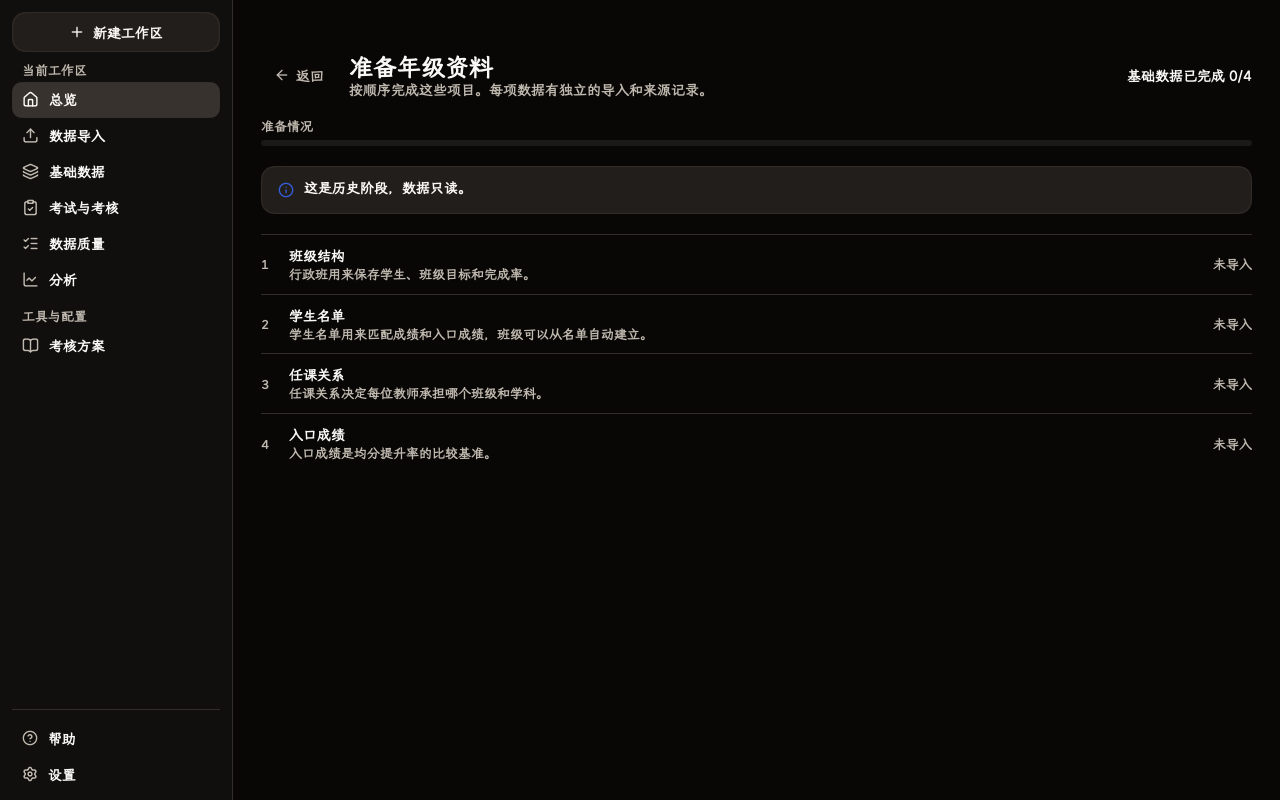 新建工作区
当前工作区
总览
数据导入
基础数据
考试与考核
数据质量
分析
工具与配置
考核方案
帮助
设置
返回
准备年级资料
按顺序完成这些项目。每项数据有独立的导入和来源记录。
基础数据已完成 0/4
准备情况
这是历史阶段，数据只读。
1
班级结构
行政班用来保存学生、班级目标和完成率。
未导入
2
学生名单
学生名单用来匹配成绩和入口成绩，班级可以从名单自动建立。
未导入
3
任课关系
任课关系决定每位教师承担哪个班级和学科。
未导入
4
入口成绩
入口成绩是均分提升率的比较基准。
未导入